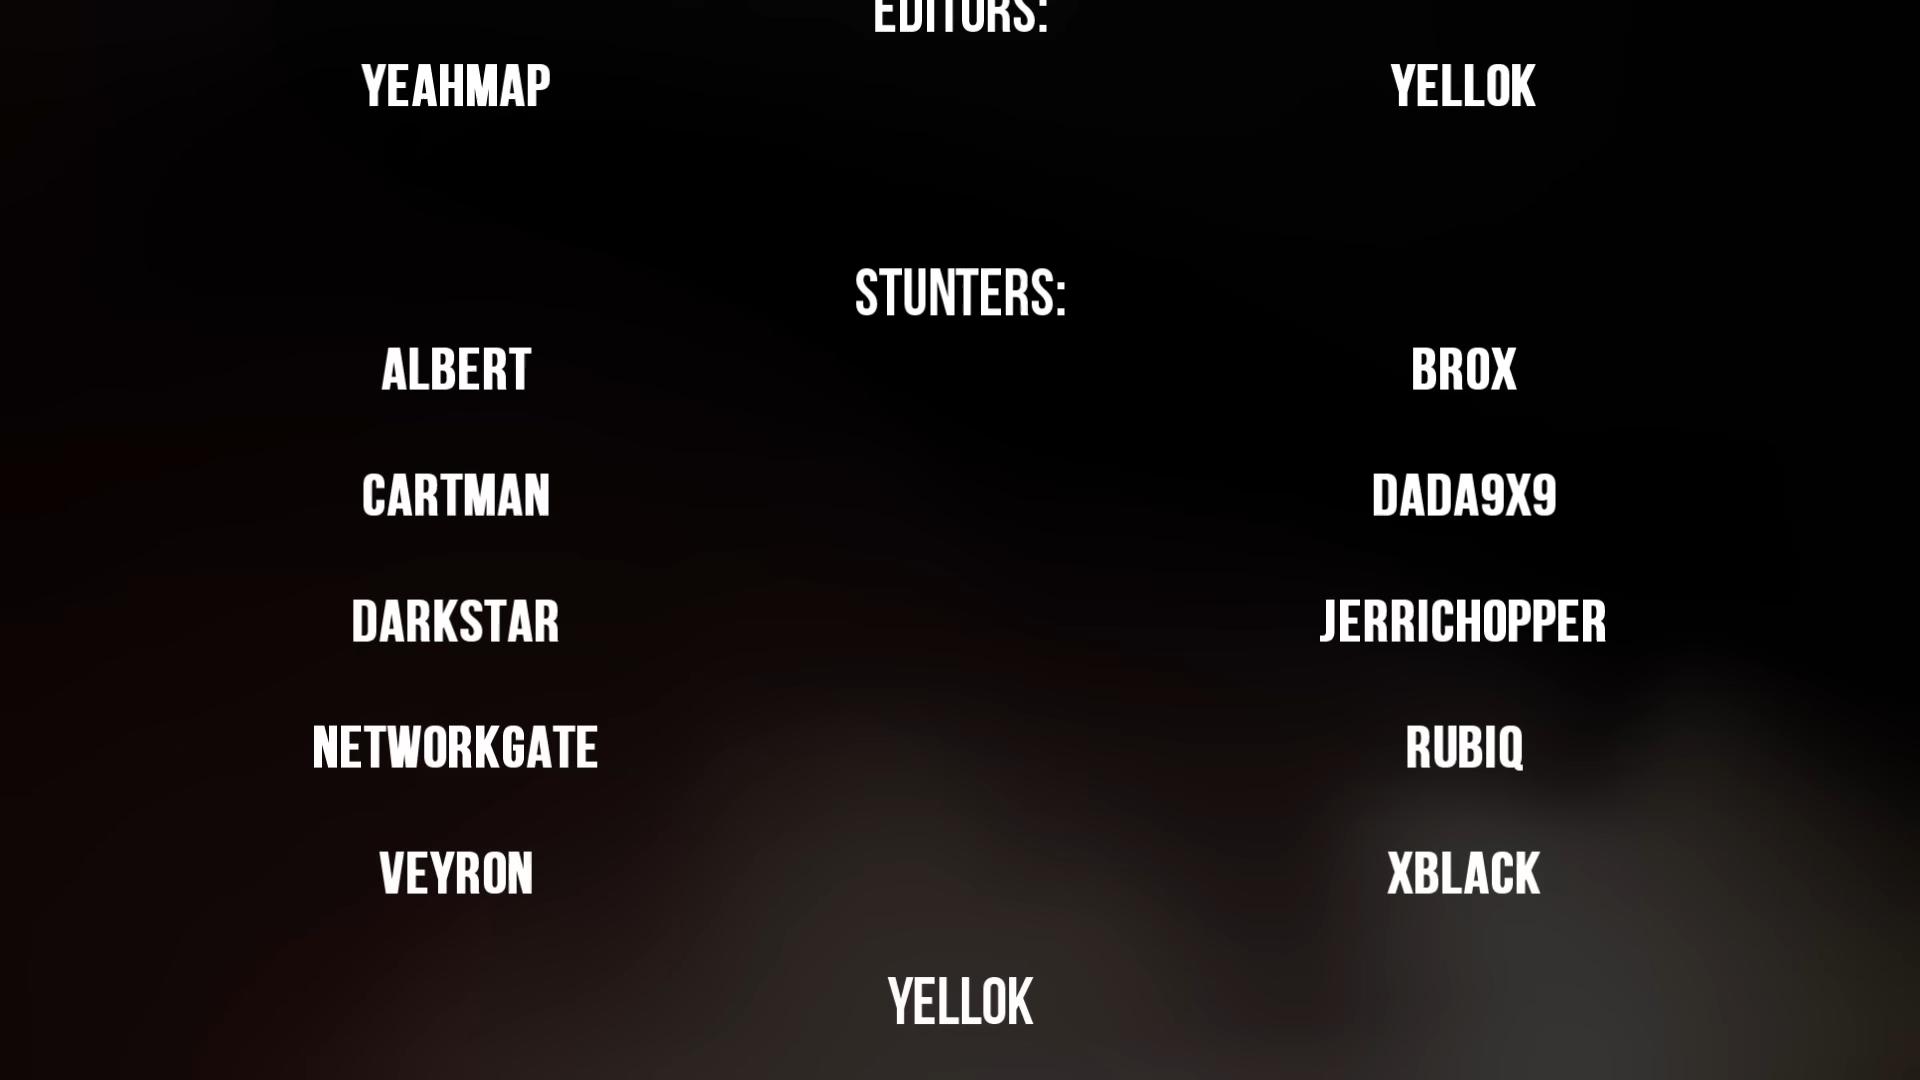 EDITORS:
YEAHMAP YELLOK
STUNTERS:
ALBERT BROX
CARTMAN DADA9X9
DARKSTAR JERRICHOPPER
NETWORKGATE RUBIQ
VEYRON XBLACK
YELLOK